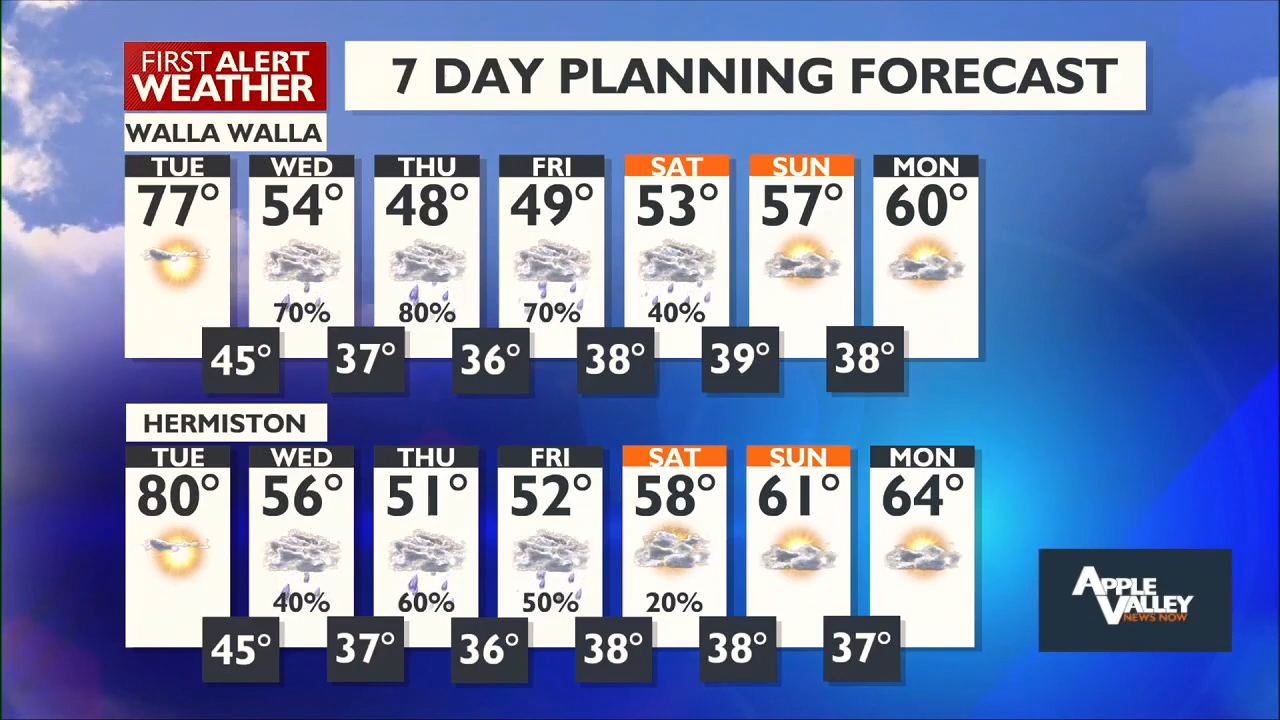 FIRST ALERT
WEATHER
7 DAY PLANNING FORECAST
WALLA WALLA
TUE WED THU FRI SAT SUN MON
77° 54° 48° 49° 53° 57° 60°
70% 80% 70% 40%
45° 37° 36° 38° 39° 38°
HERMISTON
TUE WED THU FRI SAT SUN MON
80° 56° 51° 52° 58° 61° 64°
40% 60% 50% 20%
45° 37° 36° 38° 38° 37°
APPLE
VALLEY
NEWS NOW